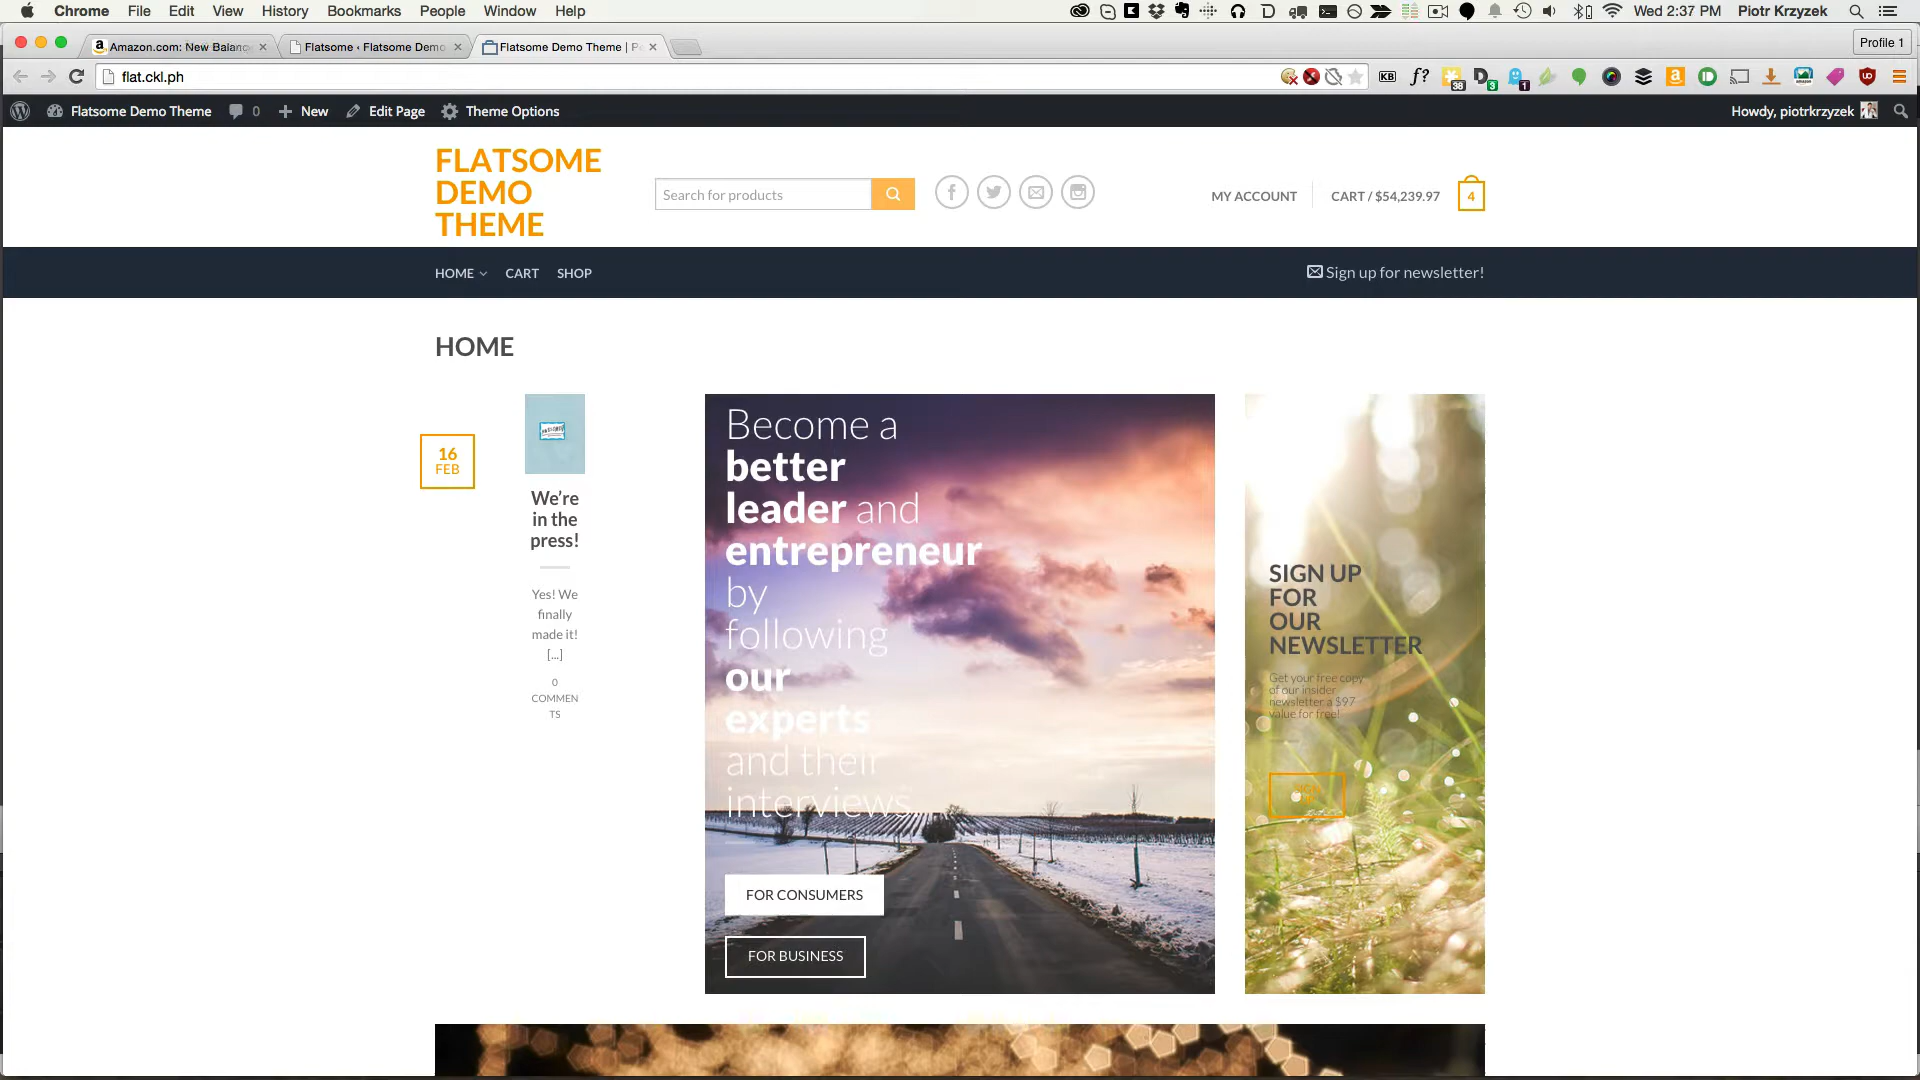 Chrome File Edit View History Bookmarks People Window Help
Wed 2:37 PM Piotr Krzyzek
Amazon.com: New Balanc
Flatsome ‹ Flatsome Demo
Flatsome Demo Theme | P
Profile 1
flat.ckl.ph
KB f? 38 3 1
Flatsome Demo Theme 0 New Edit Page Theme Options
Howdy, piotrkrzyzek
FLATSOME
DEMO
THEME
Search for products
MY ACCOUNT
CART / $54,239.97
4
HOME CART SHOP
Sign up for newsletter!
HOME
16
FEB
We're
in the
press!
Yes! We
finally
made it!
[...]
0
COMMEN
TS
Become a
better
leader and
entrepreneur
by
following
our
experts
and their
interviews.
FOR CONSUMERS
FOR BUSINESS
SIGN UP
FOR
OUR
NEWSLETTER
Get your free copy
of our insider
newsletter a $97
value for free!